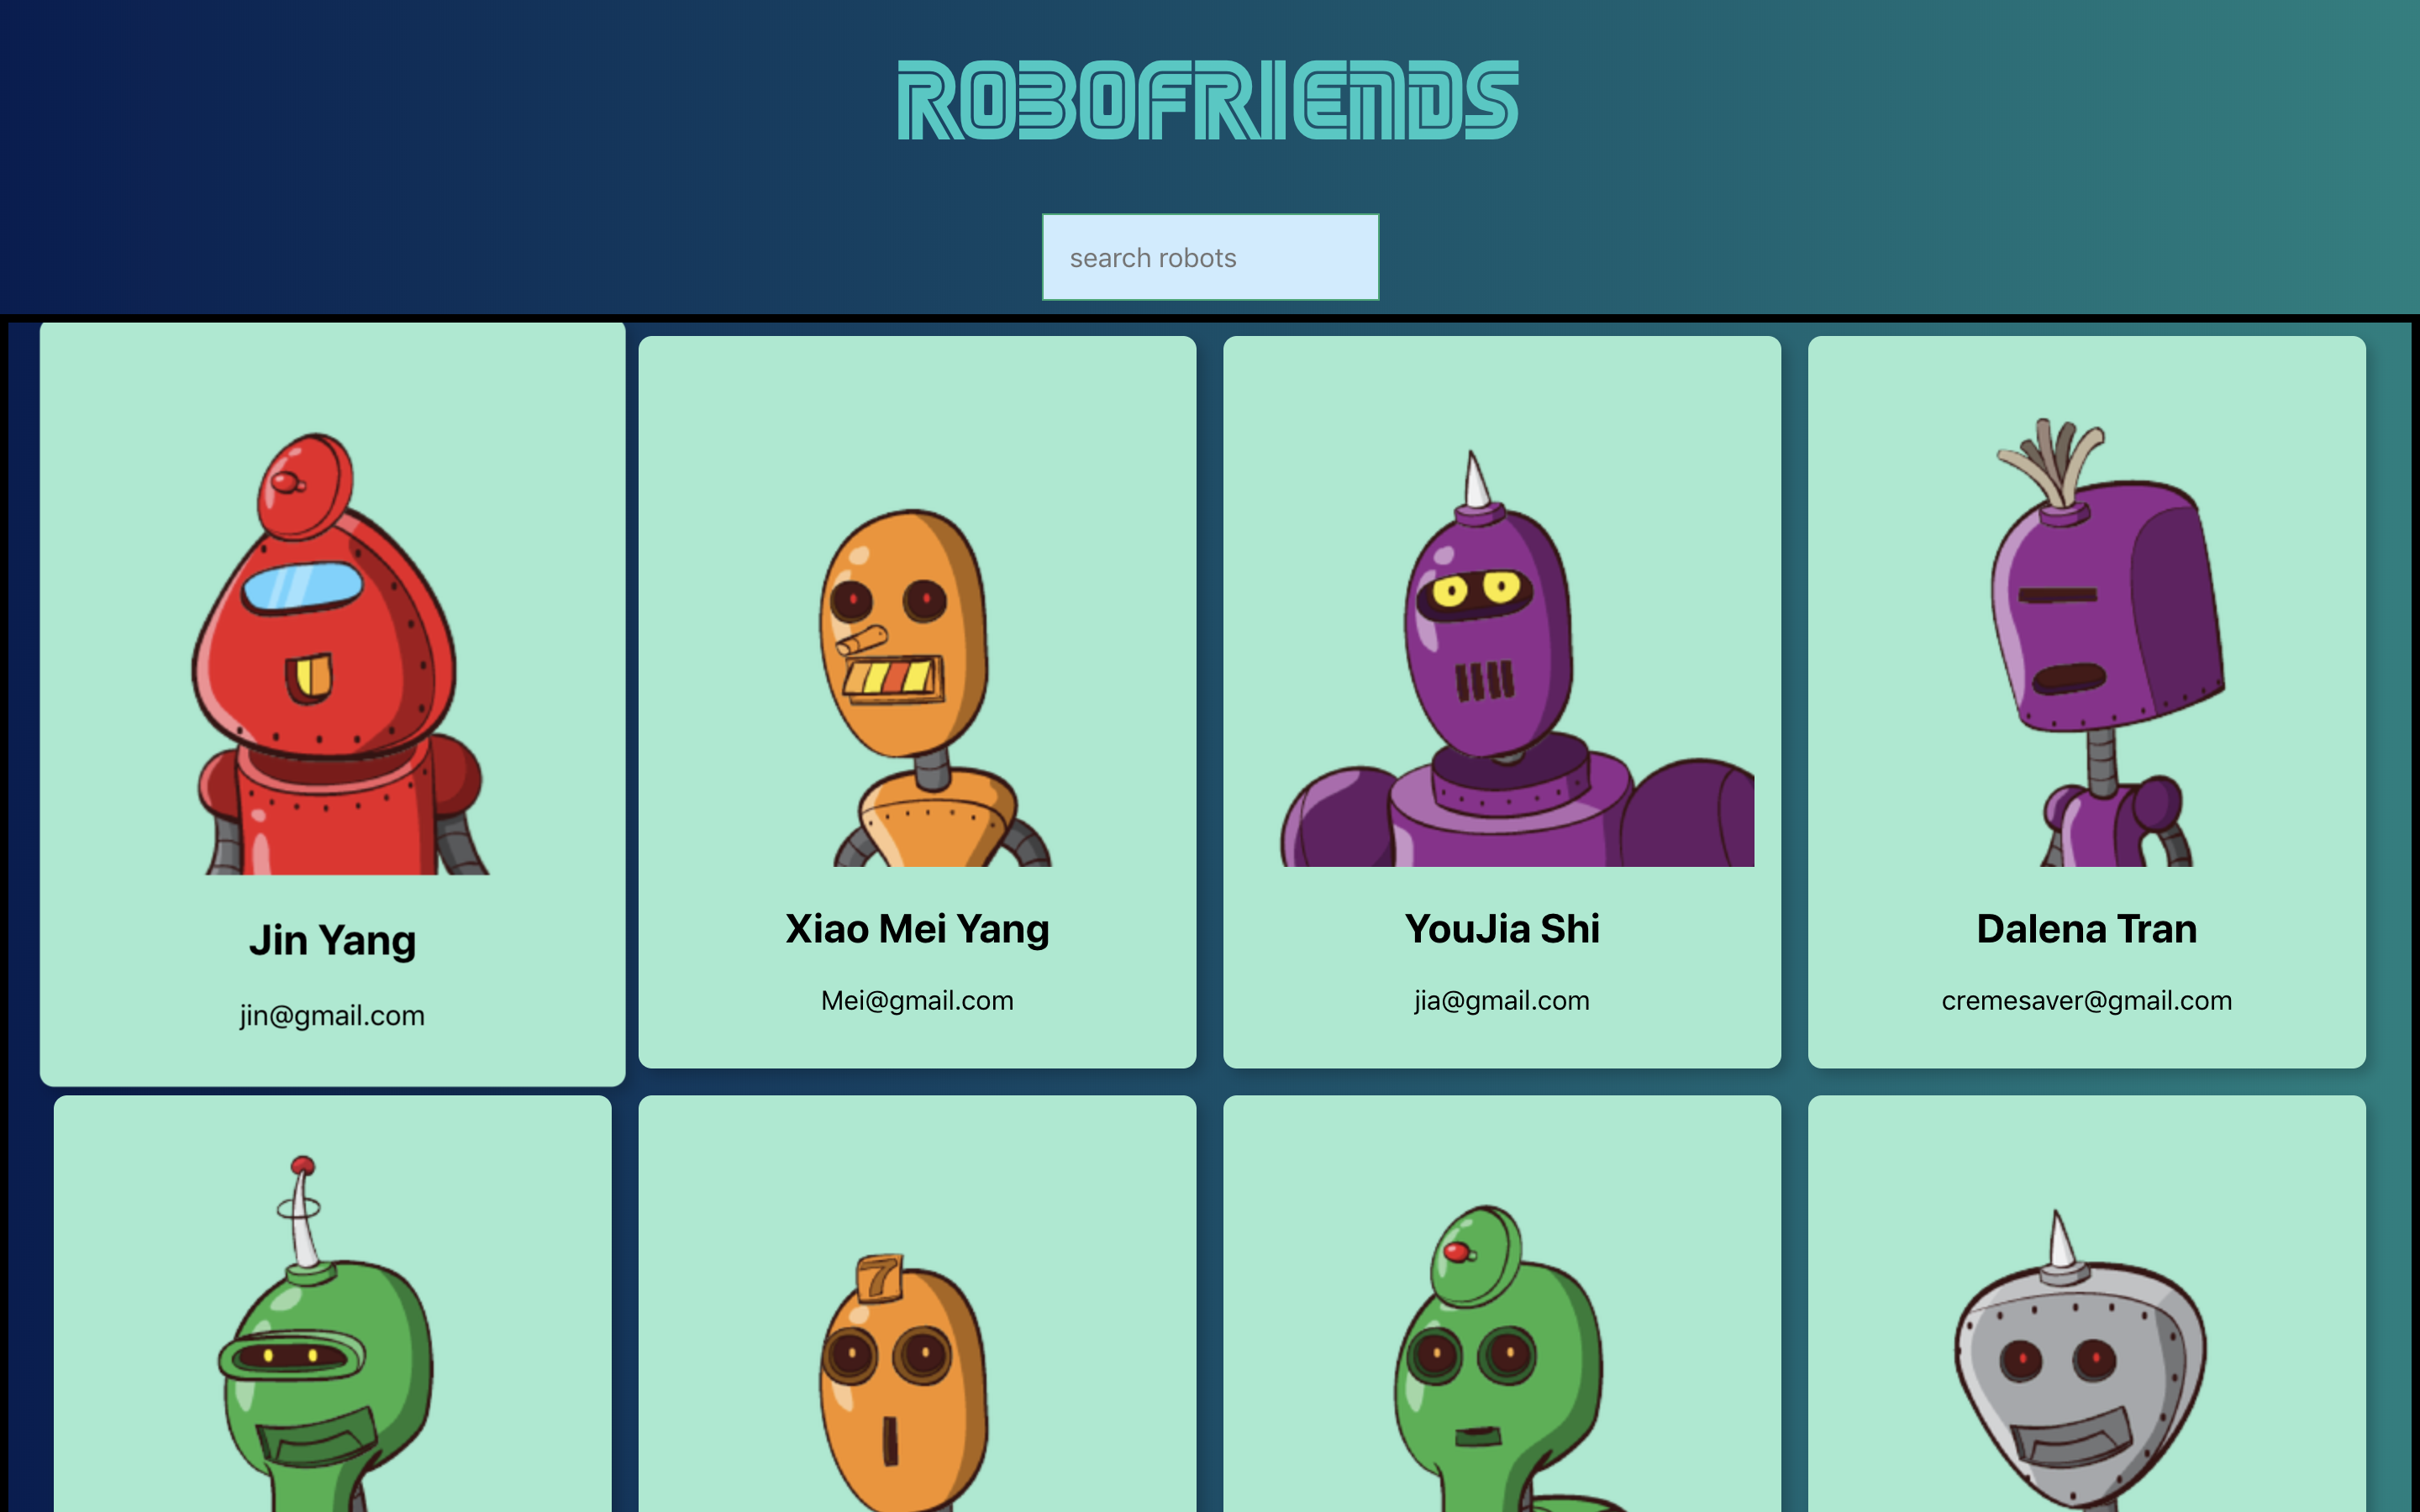 ROBOFRIENDS
search robots
Jin Yang
jin@gmail.com
Xiao Mei Yang
Mei@gmail.com
YouJia Shi
jia@gmail.com
Dalena Tran
cremesaver@gmail.com
7